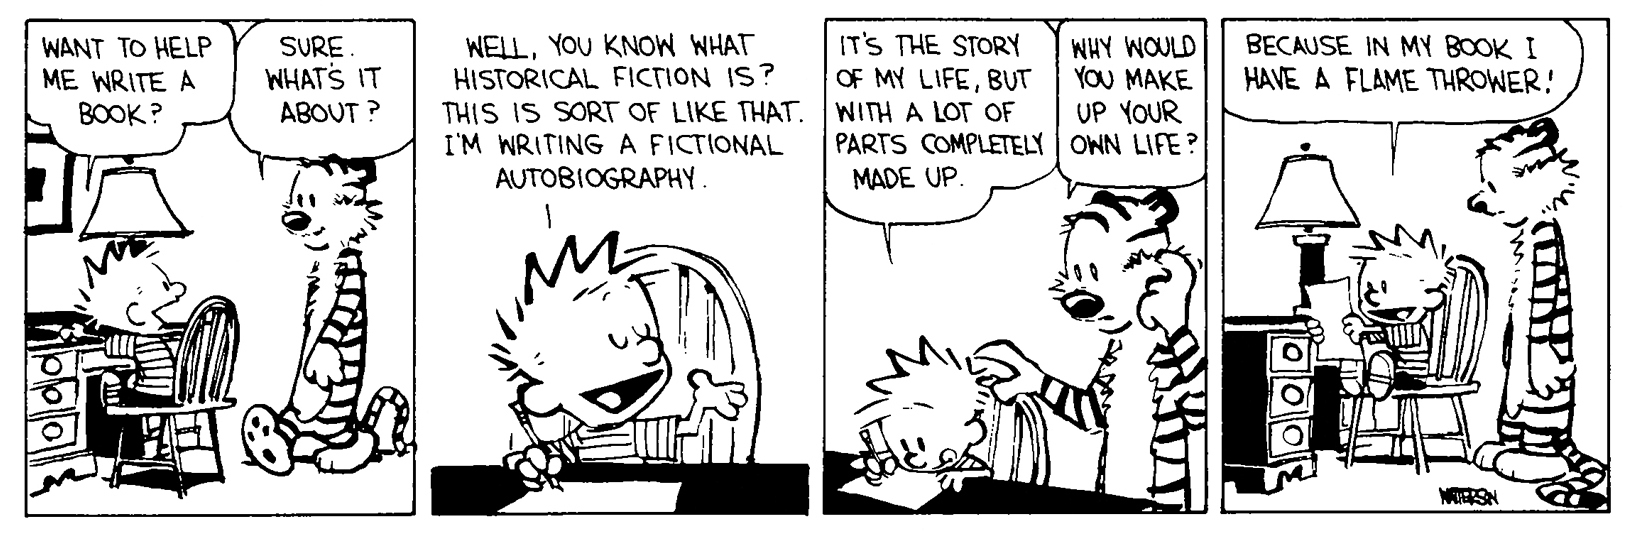 WANT TO HELP
ME WRITE A
BOOK?
SURE.
WHAT'S IT
ABOUT?
WELL, YOU KNOW WHAT
HISTORICAL FICTION IS?
THIS IS SORT OF LIKE THAT.
I'M WRITING A FICTIONAL
AUTOBIOGRAPHY.
IT'S THE STORY
OF MY LIFE, BUT
WITH A LOT OF
PARTS COMPLETELY
MADE UP.
WHY WOULD
YOU MAKE
UP YOUR
OWN LIFE?
BECAUSE IN MY BOOK I
HAVE A FLAME THROWER!
WATTERSON